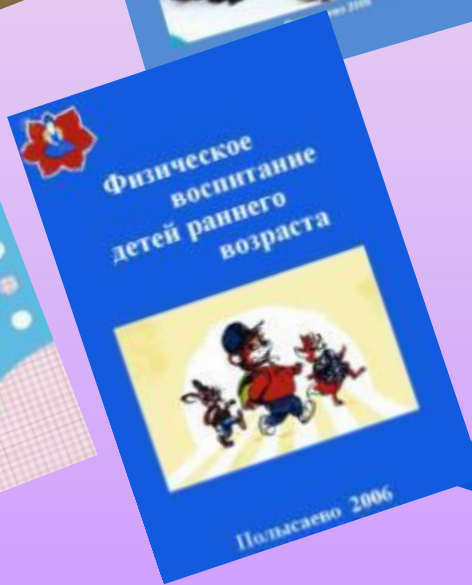 Физическое
воспитание
детей раннего
возраста
Полысаево 2006